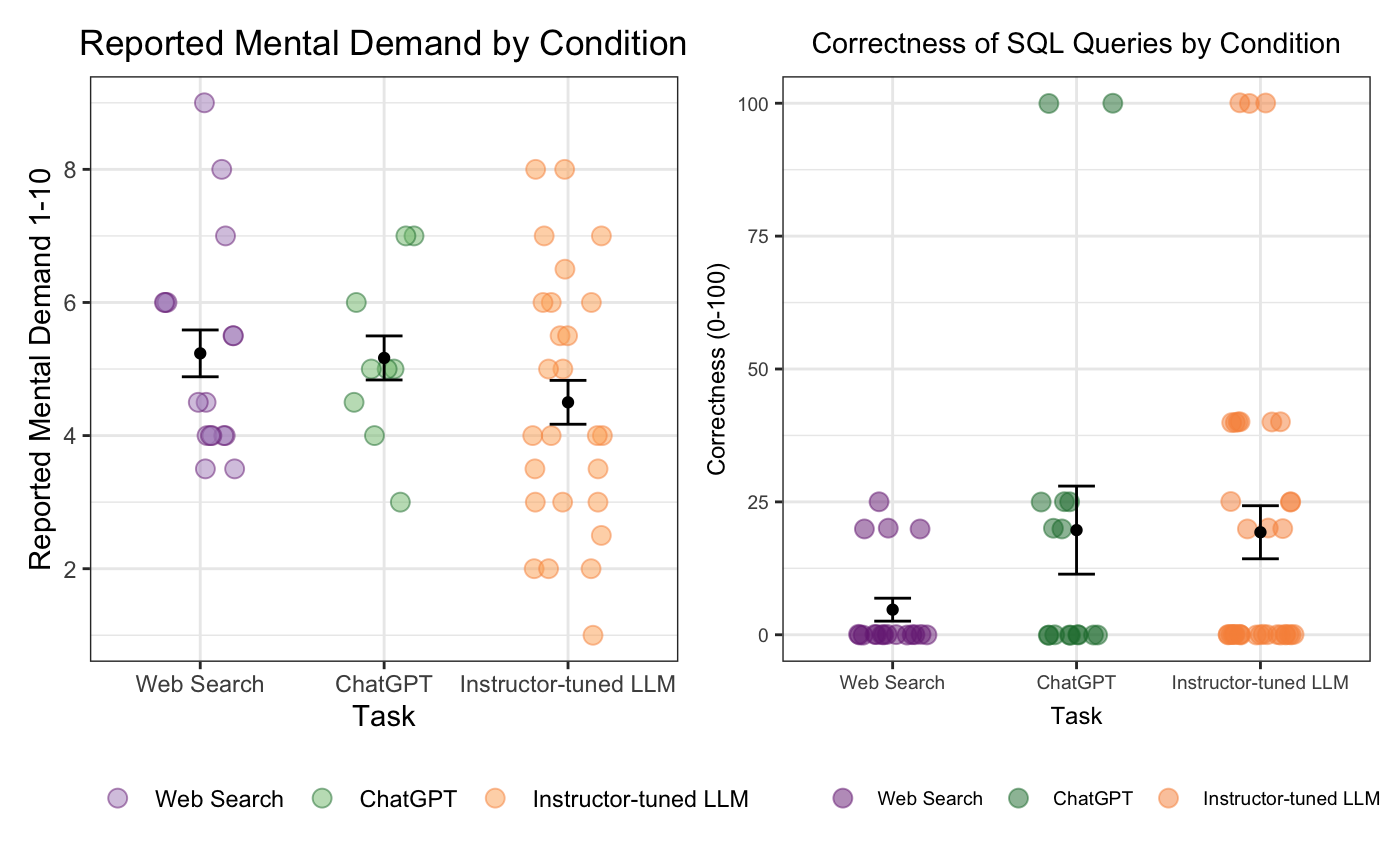 Reported Mental Demand by Condition
Reported Mental Demand 1-10
8
6
4
2
Web Search
ChatGPT
Instructor-tuned LLM
Task
Web Search
ChatGPT
Instructor-tuned LLM
Correctness of SQL Queries by Condition
Correctness (0-100)
100
75
50
25
0
Web Search
ChatGPT
Instructor-tuned LLM
Task
Web Search
ChatGPT
Instructor-tuned LLM